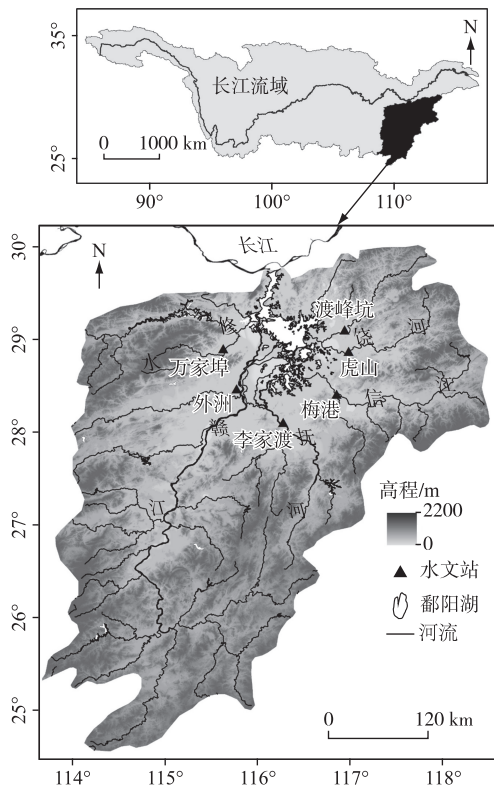 35°
N
长江流域
0 1000 km
25°
90° 100° 110°
30°
N
长江
渡峰坑
修
饶 河
29°
水
万家埠
虎山
信 江
外洲
梅港
赣
抚
28°
李家渡
高程/m
2200
0
27°
江
河
水文站
鄱阳湖
26°
河流
25°
0 120 km
114° 115° 116° 117° 118°